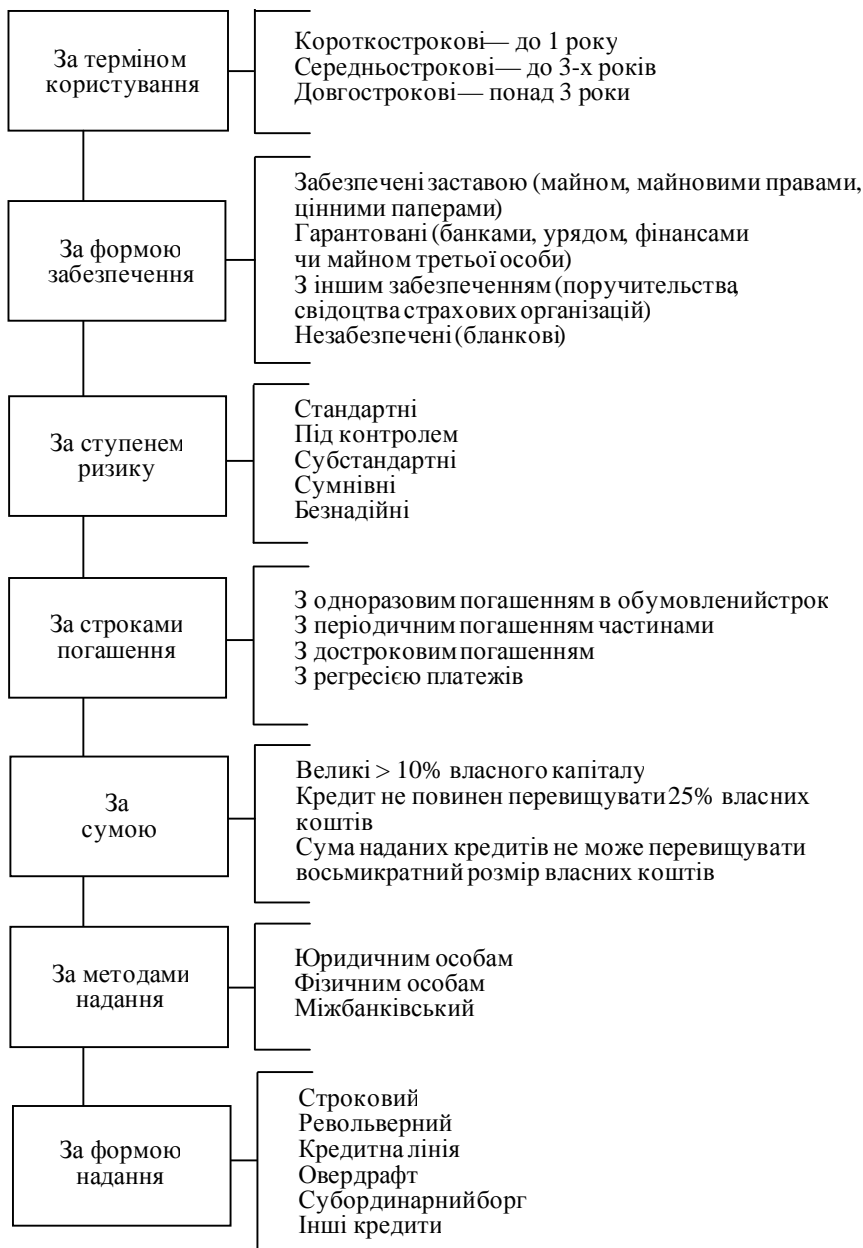 За терміном
користування
Короткострокові— до 1 року
Середньострокові— до 3-х років
Довгострокові— понад 3 роки
За формою
забезпечення
Забезпечені заставою (майном, майновими правами,
цінними паперами)
Гарантовані (банками, урядом, фінансами
чи майном третьої особи)
З іншим забезпеченням (поручительства,
свідоцтва страхових організацій)
Незабезпечені (бланкові)
За ступенем
ризику
Стандартні
Під контролем
Субстандартні
Сумнівні
Безнадійні
За строками
погашення
З одноразовим погашенням в обумовлений строк
З періодичним погашенням частинами
З достроковим погашенням
З регресією платежів
За
сумою
Великі > 10% власного капіталу
Кредит не повинен перевищувати 25% власних
коштів
Сума наданих кредитів не може перевищувати
восьмикратний розмір власних коштів
За методами
надання
Юридичним особам
Фізичним особам
Міжбанківський
За формою
надання
Строковий
Револьверний
Кредитна лінія
Овердрафт
Субординарний борг
Інші кредити